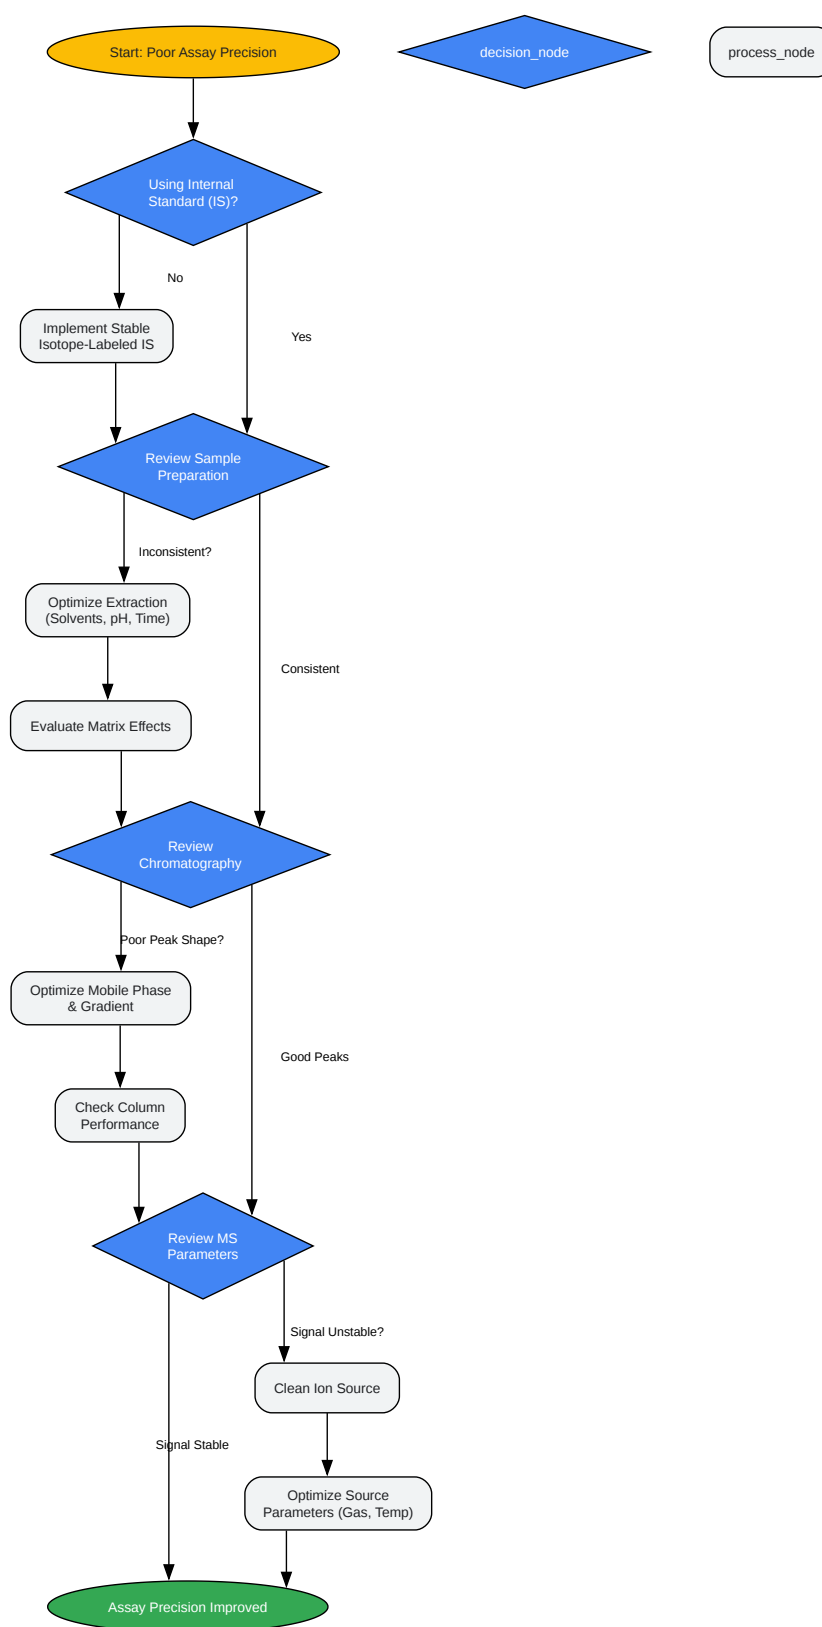 Start: Poor Assay Precision
decision_node
process_node
Using Internal
Standard (IS)?
No
Implement Stable
Isotope-Labeled IS
Yes
Review Sample
Preparation
Inconsistent?
Optimize Extraction
(Solvents, pH, Time)
Consistent
Evaluate Matrix Effects
Review
Chromatography
Poor Peak Shape?
Optimize Mobile Phase
& Gradient
Good Peaks
Check Column
Performance
Review MS
Parameters
Signal Unstable?
Clean Ion Source
Signal Stable
Optimize Source
Parameters (Gas, Temp)
Assay Precision Improved